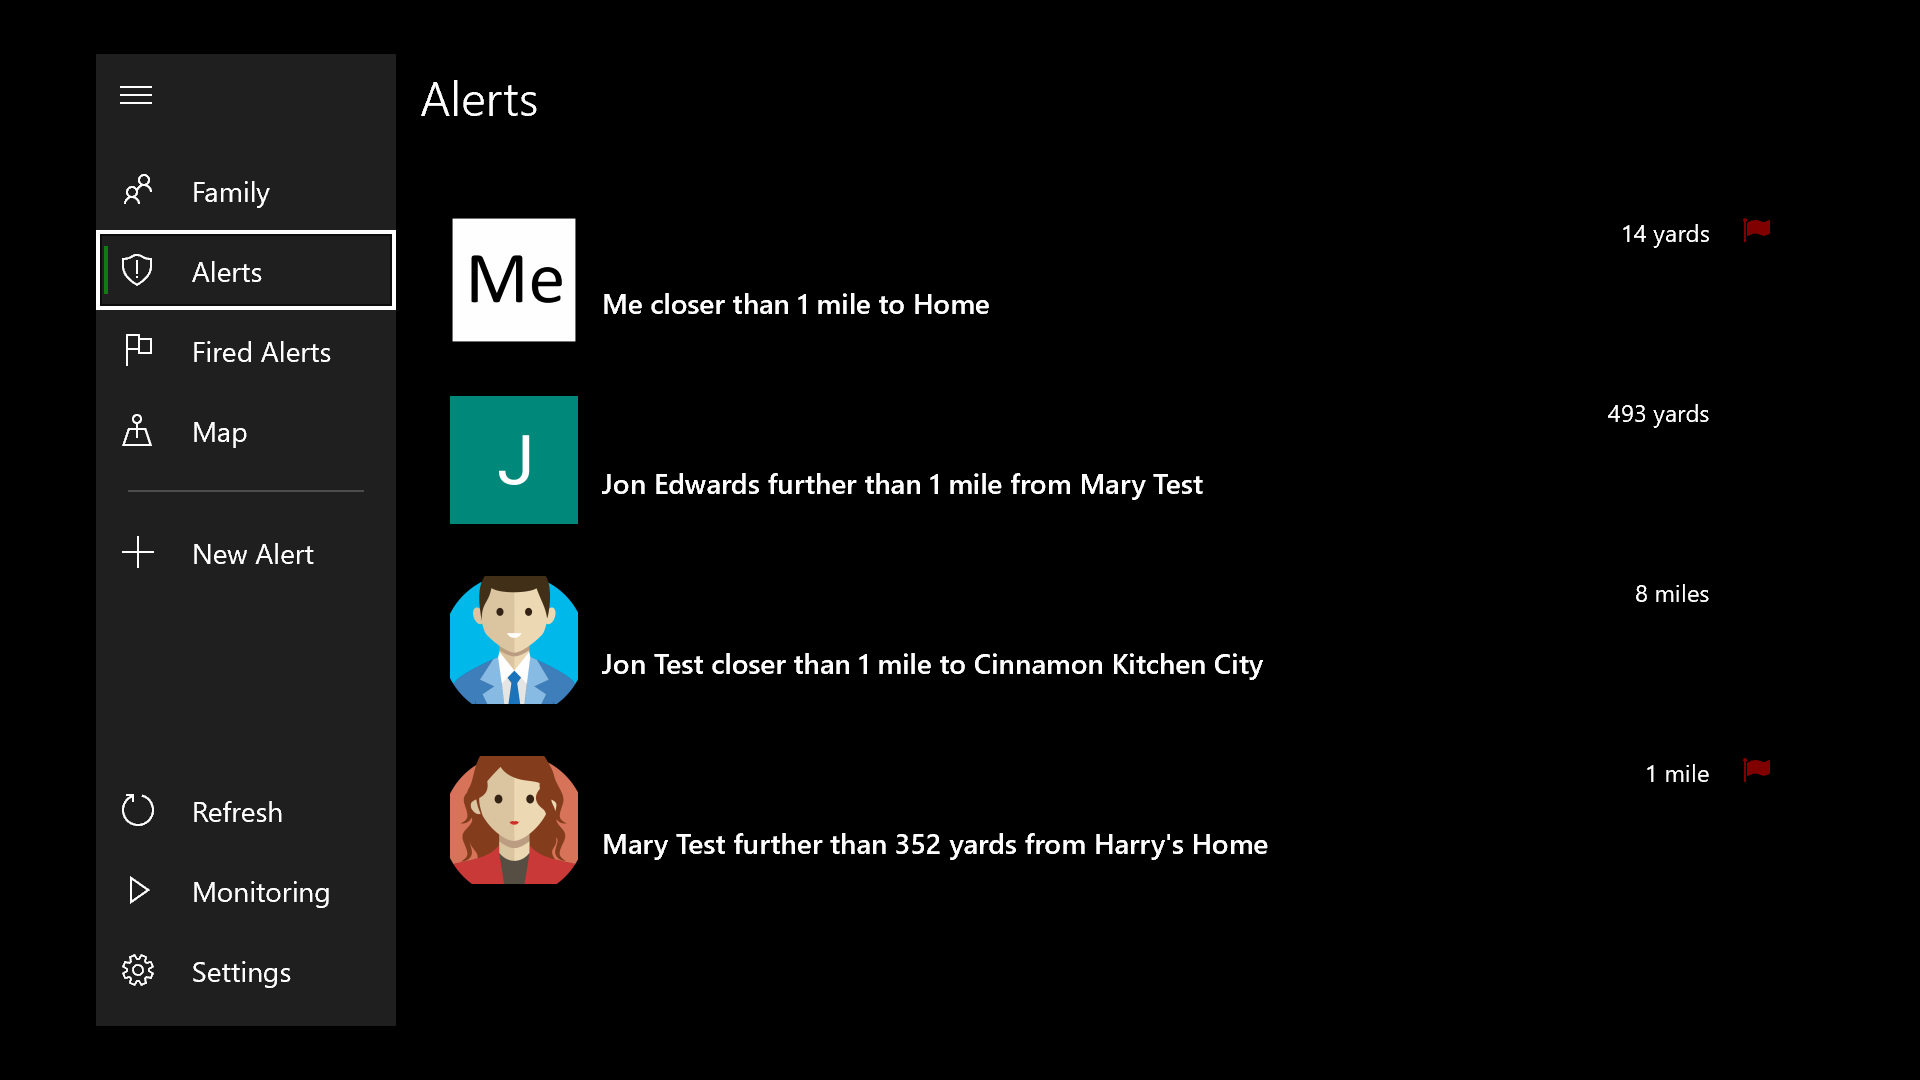 Alerts
Family
Alerts
Fired Alerts
Map
New Alert
Refresh
Monitoring
Settings
Me
14 yards
Me closer than 1 mile to Home
J
493 yards
Jon Edwards further than 1 mile from Mary Test
8 miles
Jon Test closer than 1 mile to Cinnamon Kitchen City
1 mile
Mary Test further than 352 yards from Harry's Home